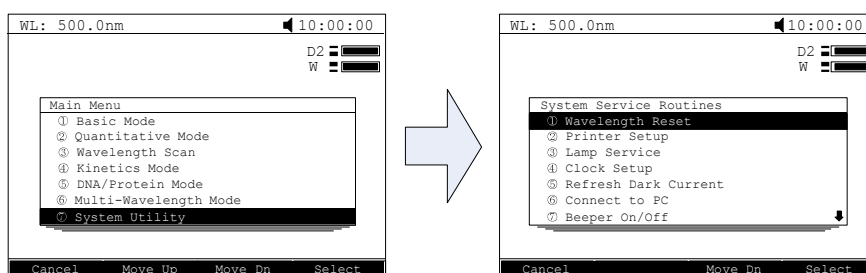 WL: 500.0nm 10:00:00
D2
W
Main Menu
① Basic Mode
② Quantitative Mode
③ Wavelength Scan
④ Kinetics Mode
⑤ DNA/Protein Mode
⑥ Multi-Wavelength Mode
⑦ System Utility
Cancel Move Up Move Dn Select
WL: 500.0nm 10:00:00
D2
W
System Service Routines
① Wavelength Reset
② Printer Setup
③ Lamp Service
④ Clock Setup
⑤ Refresh Dark Current
⑥ Connect to PC
⑦ Beeper On/Off
Cancel Move Dn Select